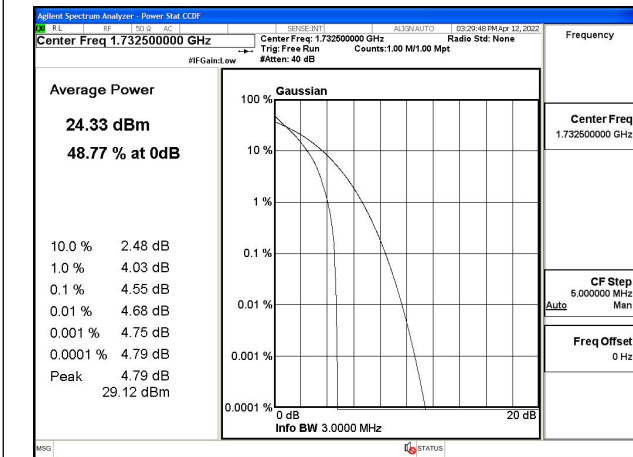 Agilent Spectrum Analyzer - Power Stat CCDF
RL RF 50 Ω AC SENSE:INT ALIGN AUTO 03:29:48 PM Apr 12, 2022
Center Freq 1.732500000 GHz
Center Freq: 1.732500000 GHz Radio Std: None
Trig: Free Run Counts:1.00 M/1.00 Mpt
#IFGain:Low #Atten: 40 dB
Frequency
Average Power
24.33 dBm
48.77 % at 0dB
10.0 % 2.48 dB
1.0 % 4.03 dB
0.1 % 4.55 dB
0.01 % 4.68 dB
0.001 % 4.75 dB
0.0001 % 4.79 dB
Peak 4.79 dB
29.12 dBm
Gaussian
100 %
10 %
1 %
0.1 %
0.01 %
0.001 %
0.0001 %
0 dB 20 dB
Info BW 3.0000 MHz
Center Freq
1.732500000 GHz
CF Step
5.000000 MHz
Auto Man
Freq Offset
0 Hz
MSG STATUS